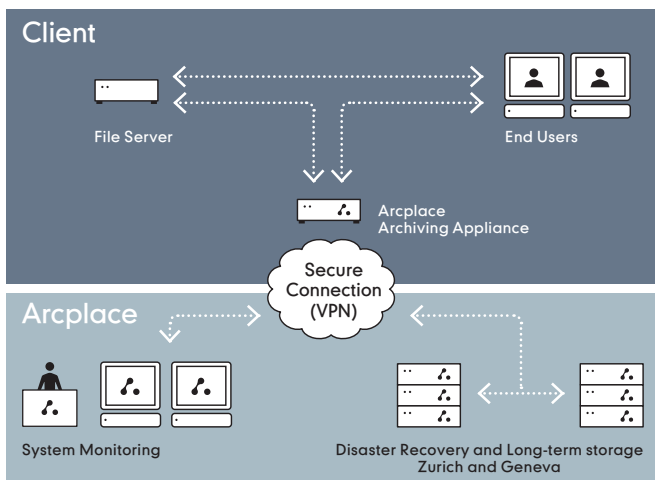 Client
File Server
End Users
Arcplace
Archiving Appliance
Secure
Connection
(VPN)
Arcplace
System Monitoring
Disaster Recovery and Long-term storage
Zurich and Geneva